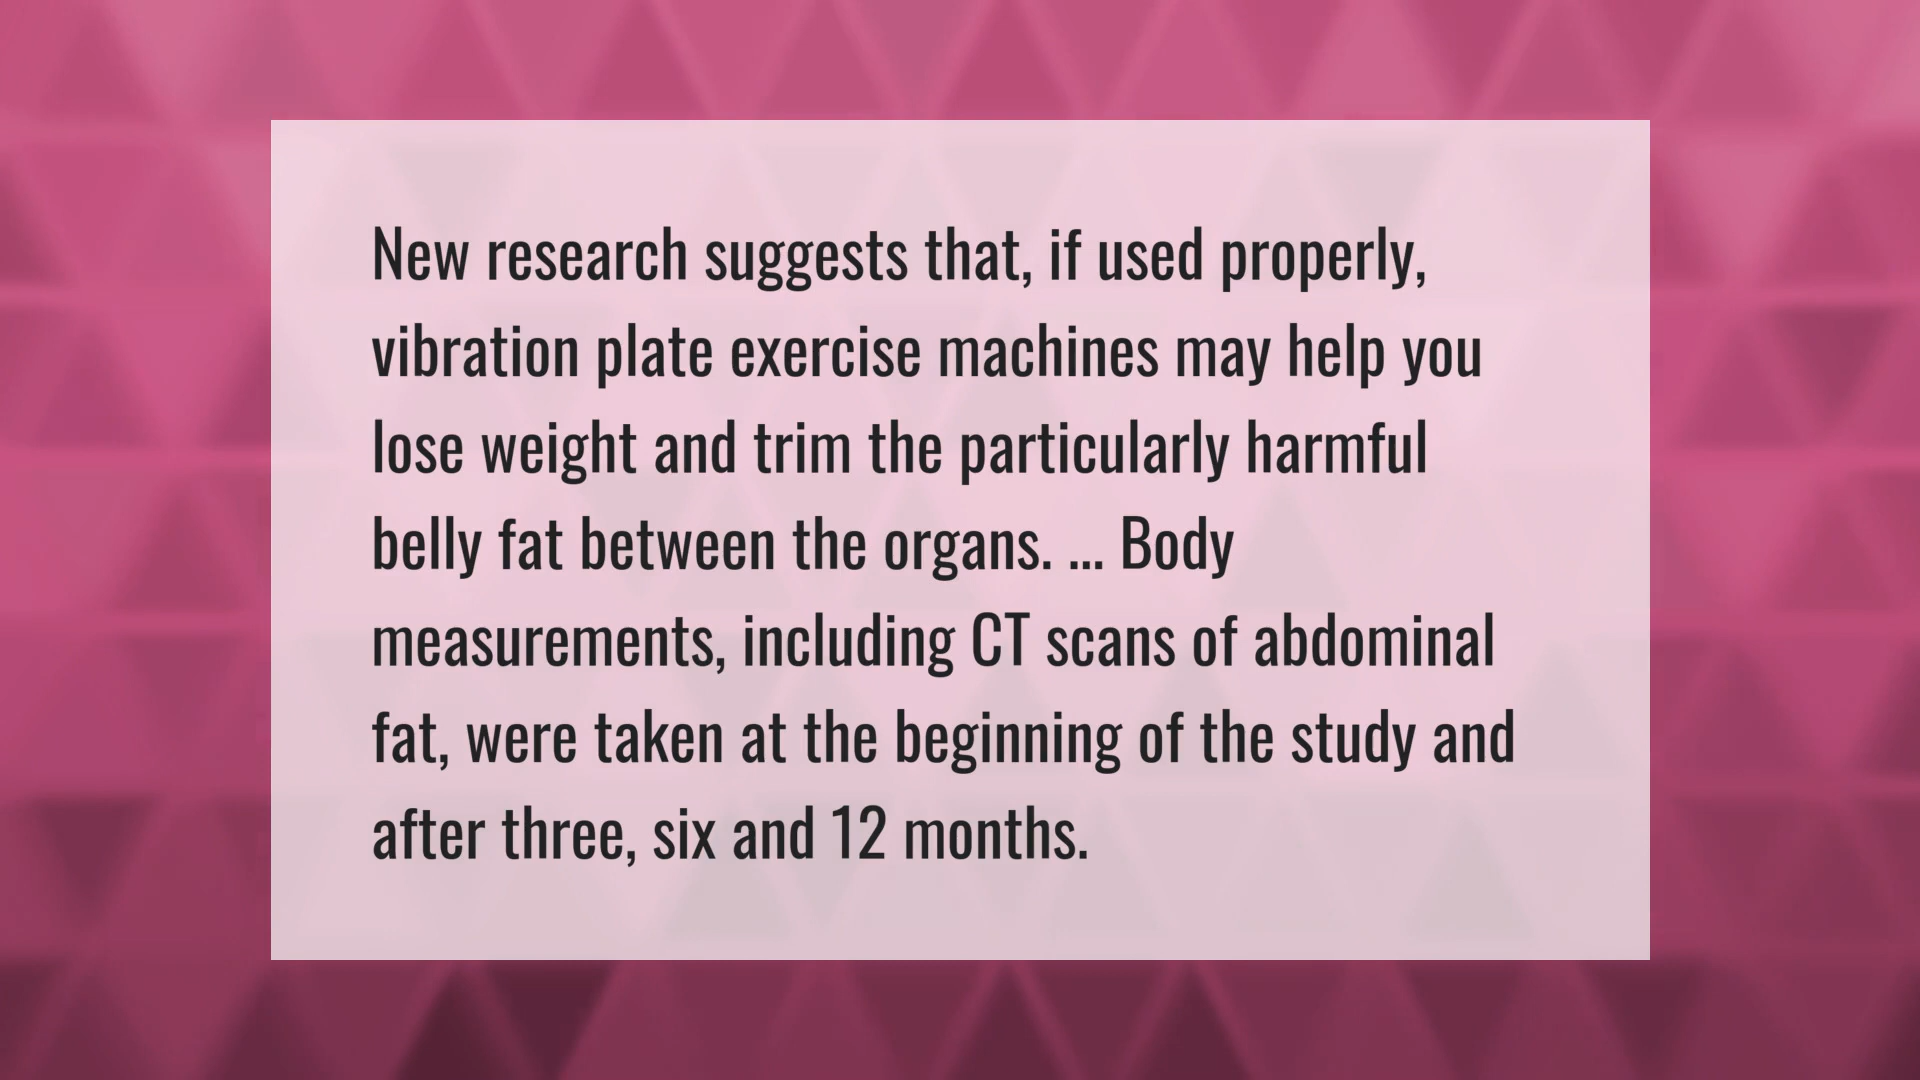 New research suggests that, if used properly,
vibration plate exercise machines may help you
lose weight and trim the particularly harmful
belly fat between the organs. ... Body
measurements, including CT scans of abdominal
fat, were taken at the beginning of the study and
after three, six and 12 months.